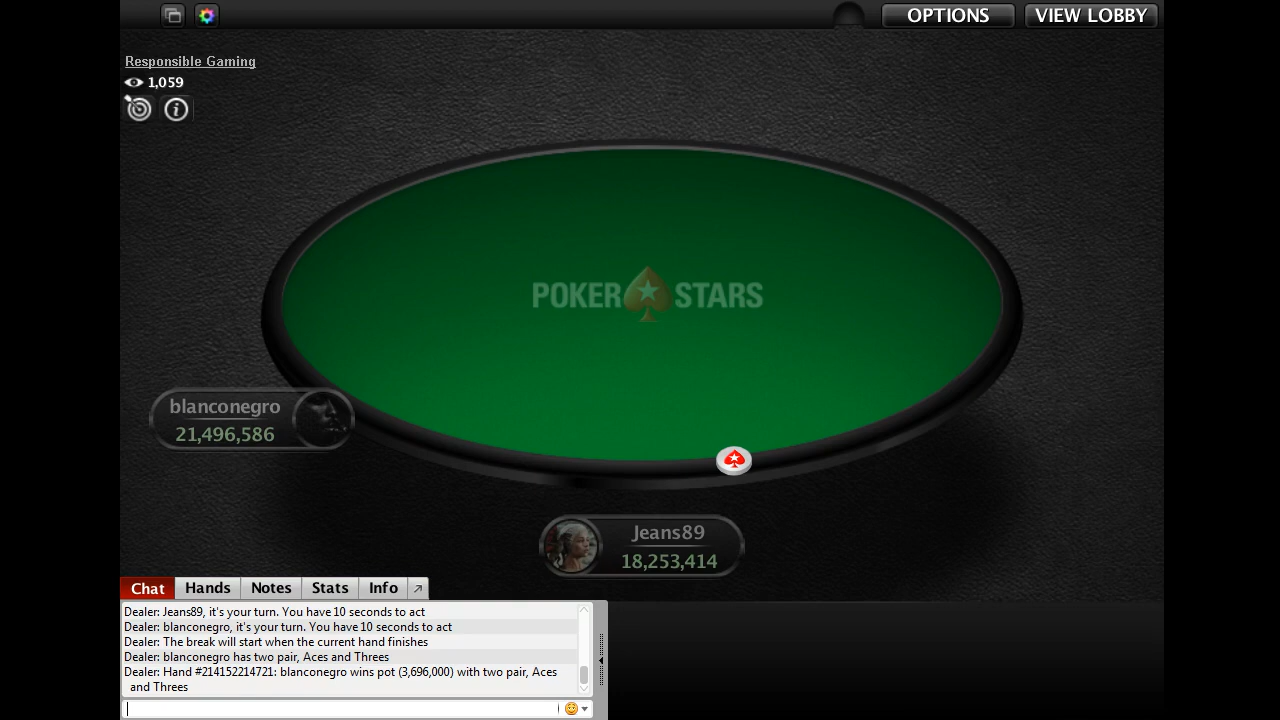 OPTIONS
VIEW LOBBY
Responsible Gaming
1,059
POKER STARS
blanconegro
21,496,586
Jeans89
18,253,414
Chat
Hands
Notes
Stats
Info
Dealer: Jeans89, it's your turn. You have 10 seconds to act
Dealer: blanconegro, it's your turn. You have 10 seconds to act
Dealer: The break will start when the current hand finishes
Dealer: blanconegro has two pair, Aces and Threes
Dealer: Hand #214152214721: blanconegro wins pot (3,696,000) with two pair, Aces
and Threes